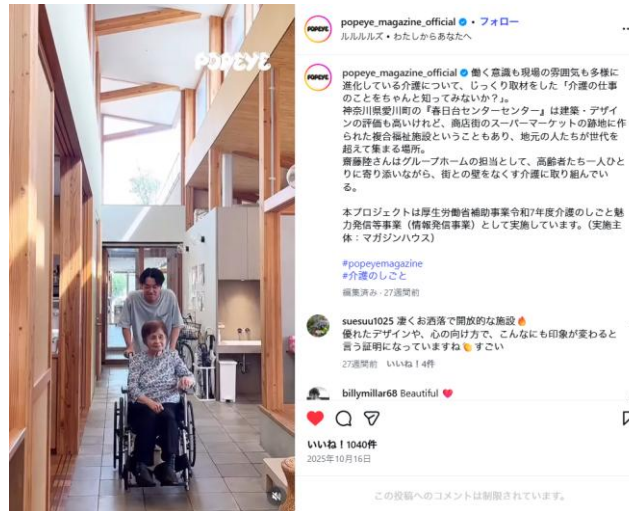 POPEYE
popeye_magazine_official • フォロー
ルルルルズ • わたしからあなたへ
popeye_magazine_official 働く意識も現場の雰囲気も多様に
進化している介護について、じっくり取材をした「介護の仕事
のことをちゃんと知ってみないか？」。
神奈川県愛川町の『春日台センターセンター』は建築・デザイ
ンの評価も高いけれど、商店街のスーパーマーケットの跡地に作
られた複合福祉施設ということもあり、地元の人たちが世代を
超えて集まる場所。
齋藤陸さんはグループホームの担当として、高齢者たち一人ひと
りに寄り添いながら、街との壁をなくす介護に取り組んでい
る。
本プロジェクトは厚生労働省補助事業令和7年度介護のしごと魅
力発信等事業（情報発信事業）として実施しています。（実施主
体：マガジンハウス）
#popeyemagazine
#介護のしごと
編集済み・27週間前
suesuu1025 凄くお洒落で開放的な施設🔥
優れたデザインや、心の向け方で、こんなにも印象が変わると
言う証明になっていますね👏すごい
27週間前 いいね！4件
billymillar68 Beautiful ❤️
いいね！1040件
2025年10月16日
この投稿へのコメントは制限されています。